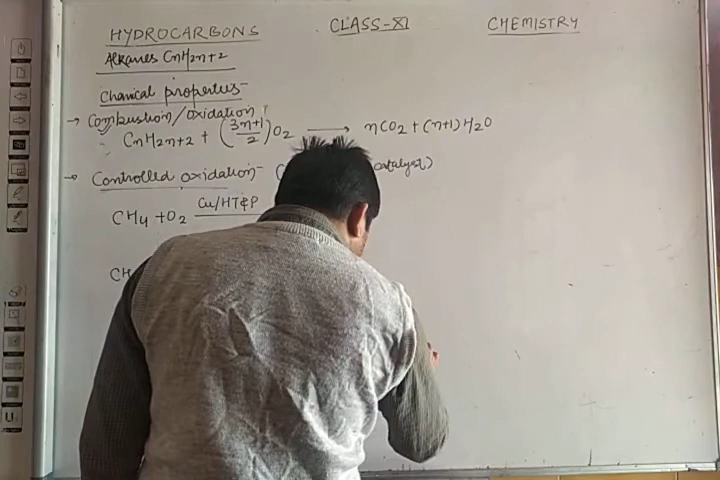 HYDROCARBONS CLASS-XI CHEMISTRY
Alkanes CnH2n+2
Chemical properties-
→ Combustion/oxidation
CnH2n+2 + (3n+1/2)O2 → nCO2 + (n+1)H2O
→ Controlled oxidation- ( catalyst)
CH4 + O2 Cu/HT&P
CH